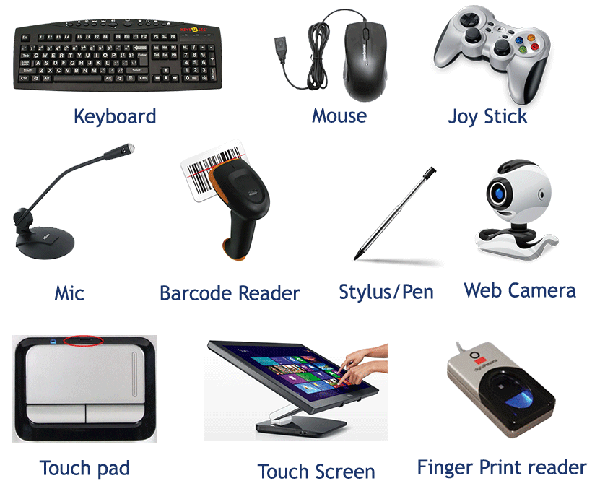 Keyboard
Mouse
Joy Stick
Mic
Barcode Reader
Stylus/Pen
Web Camera
Touch pad
Touch Screen
Finger Print reader